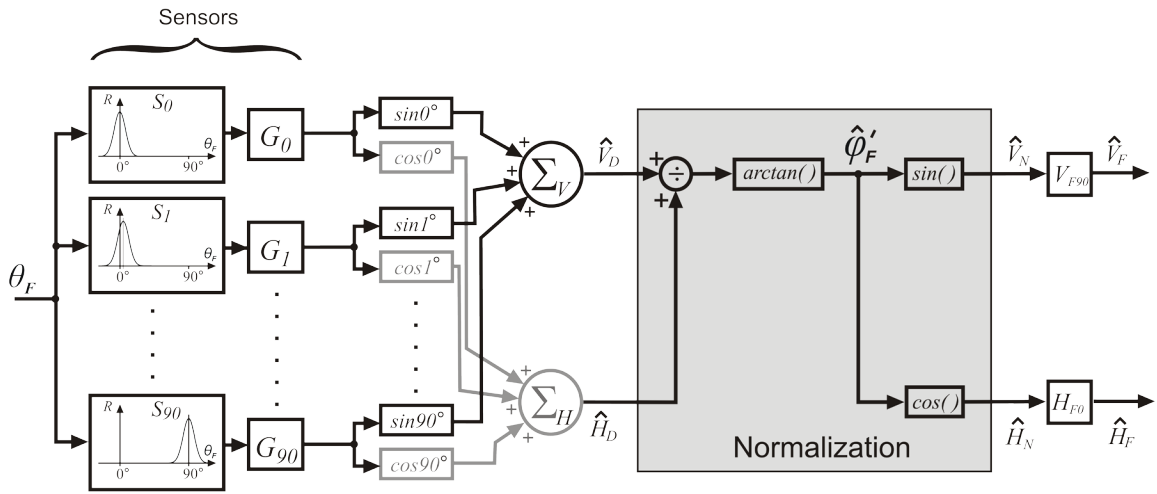 Sensors
R S0 θF 0° 90°
G0
sin0°
cos0°
+ + +
ΣV
V̂D
+ ÷ +
arctan()
φ̂′F
sin()
V̂N
VF90
V̂F
R S1 θF 0° 90°
G1
sin1°
cos1°
θF
R S90 θF 0° 90°
G90
sin90°
cos90°
+ + +
ΣH
ĤD
cos()
ĤN
HF0
ĤF
Normalization